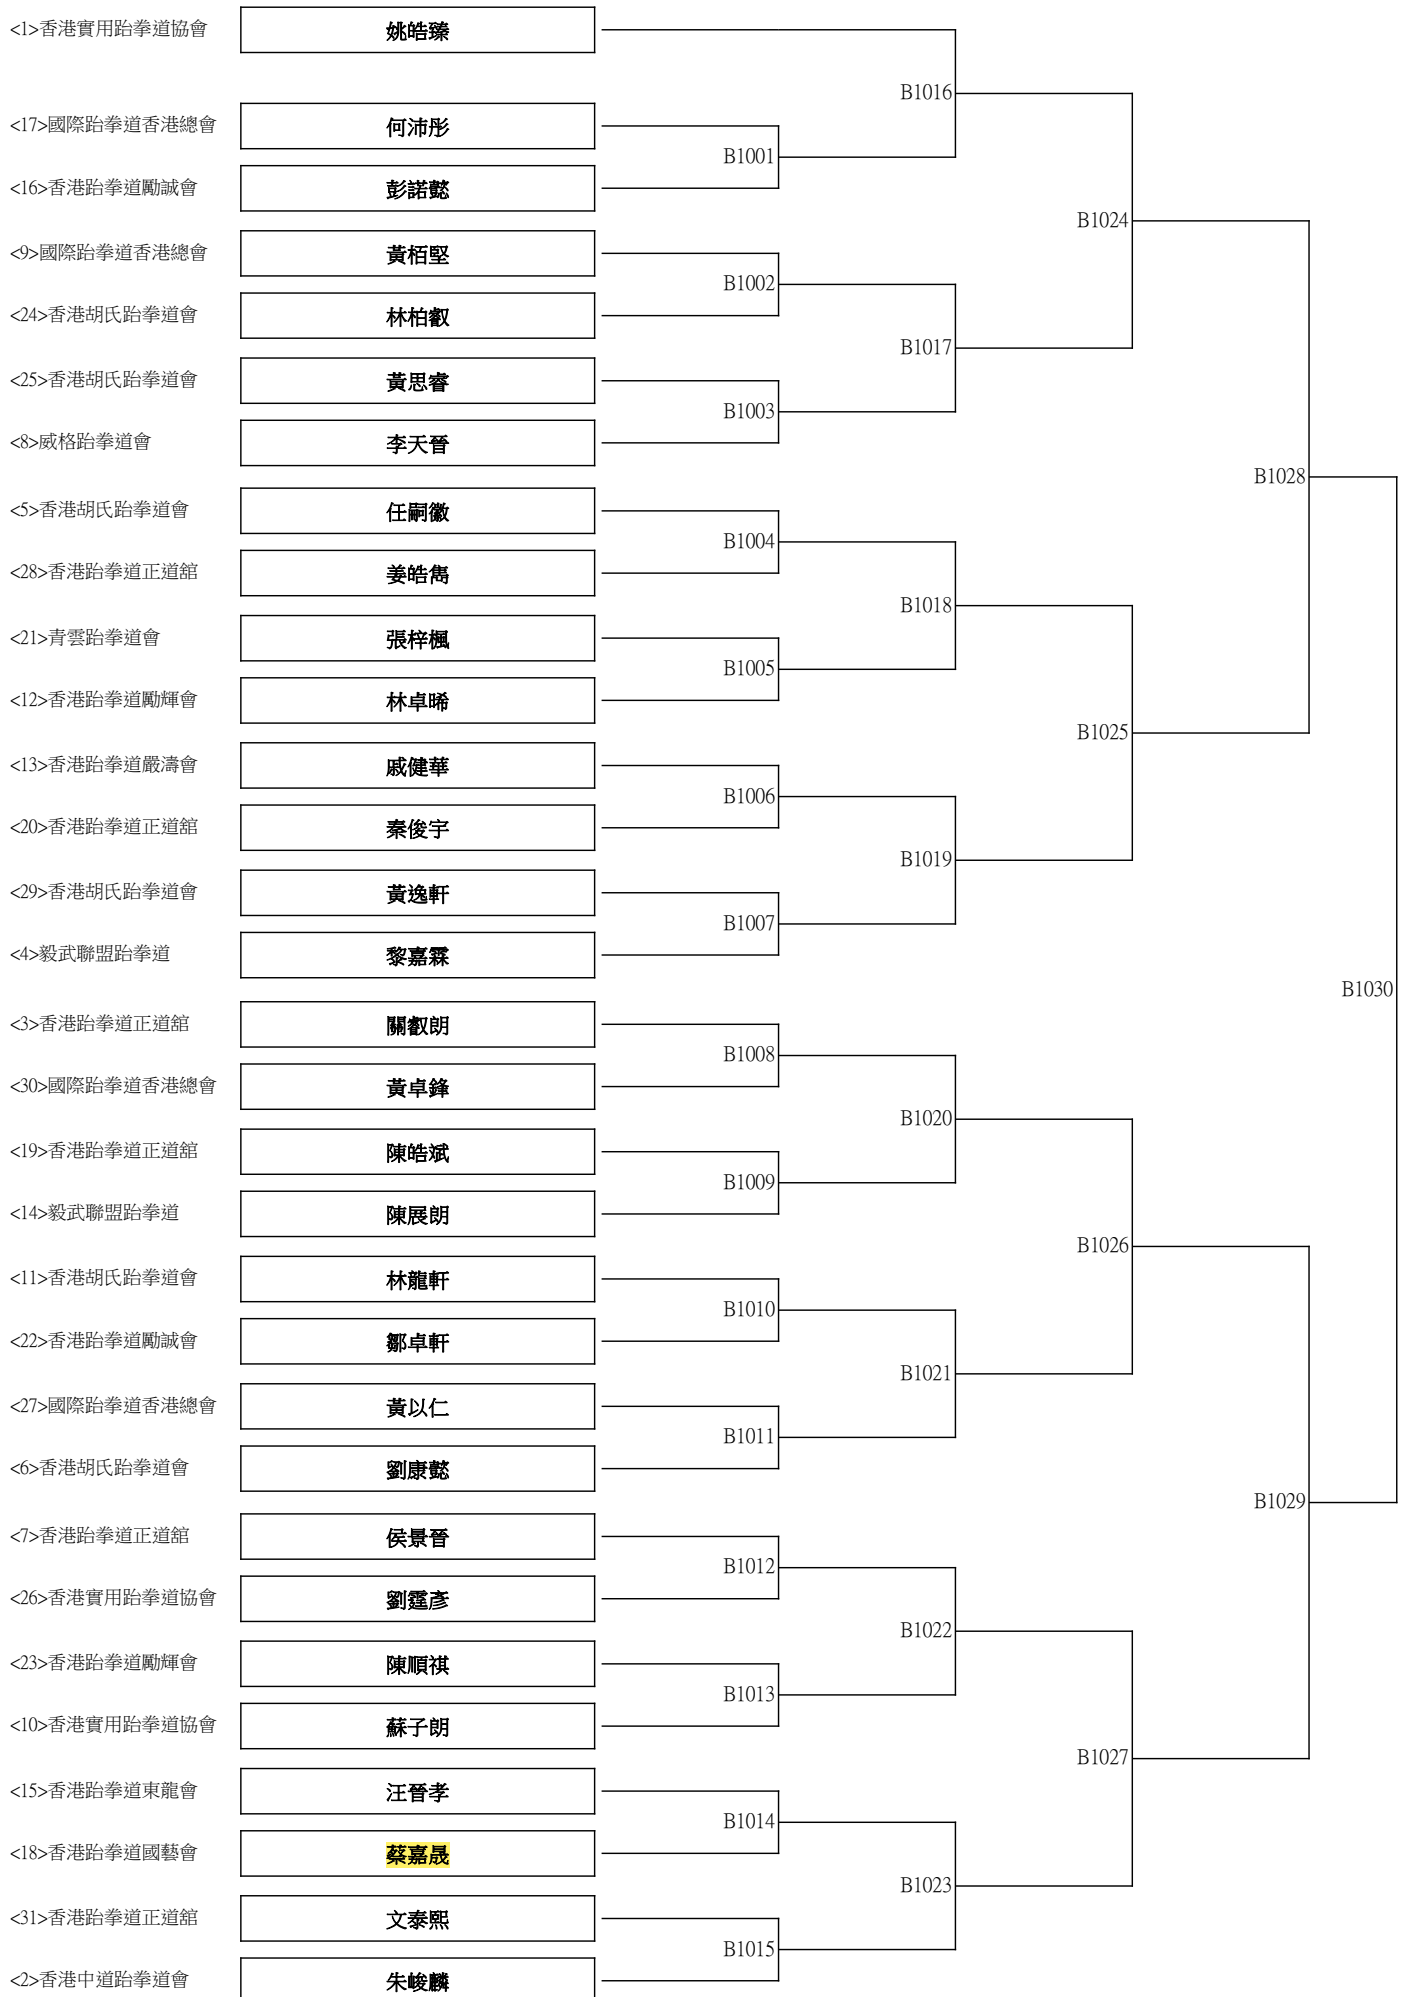 <1>香港實用跆拳道協會 姚皓臻
B1016
<17>國際跆拳道香港總會 何沛彤
B1001
<16>香港跆拳道勵誠會 彭諾懿
B1024
<9>國際跆拳道香港總會 黃栢堅
B1002
<24>香港胡氏跆拳道會 林柏叡
B1017
<25>香港胡氏跆拳道會 黃思睿
B1003
<8>威格跆拳道會 李天晉
B1028
<5>香港胡氏跆拳道會 任嗣徽
B1004
<28>香港跆拳道正道舘 姜皓雋
B1018
<21>青雲跆拳道會 張梓楓
B1005
<12>香港跆拳道勵輝會 林卓晞
B1025
<13>香港跆拳道嚴濤會 戚健華
B1006
<20>香港跆拳道正道舘 秦俊宇
B1019
<29>香港胡氏跆拳道會 黃逸軒
B1007
<4>毅武聯盟跆拳道 黎嘉霖
B1030
<3>香港跆拳道正道舘 關叡朗
B1008
<30>國際跆拳道香港總會 黃卓鋒
B1020
<19>香港跆拳道正道舘 陳皓斌
B1009
<14>毅武聯盟跆拳道 陳展朗
B1026
<11>香港胡氏跆拳道會 林龍軒
B1010
<22>香港跆拳道勵誠會 鄒卓軒
B1021
<27>國際跆拳道香港總會 黃以仁
B1011
<6>香港胡氏跆拳道會 劉康懿
B1029
<7>香港跆拳道正道舘 侯景晉
B1012
<26>香港實用跆拳道協會 劉霆彥
B1022
<23>香港跆拳道勵輝會 陳順祺
B1013
<10>香港實用跆拳道協會 蘇子朗
B1027
<15>香港跆拳道東龍會 汪晉孝
B1014
<18>香港跆拳道國藝會 蔡嘉晟
B1023
<31>香港跆拳道正道舘 文泰熙
B1015
<2>香港中道跆拳道會 朱峻麟